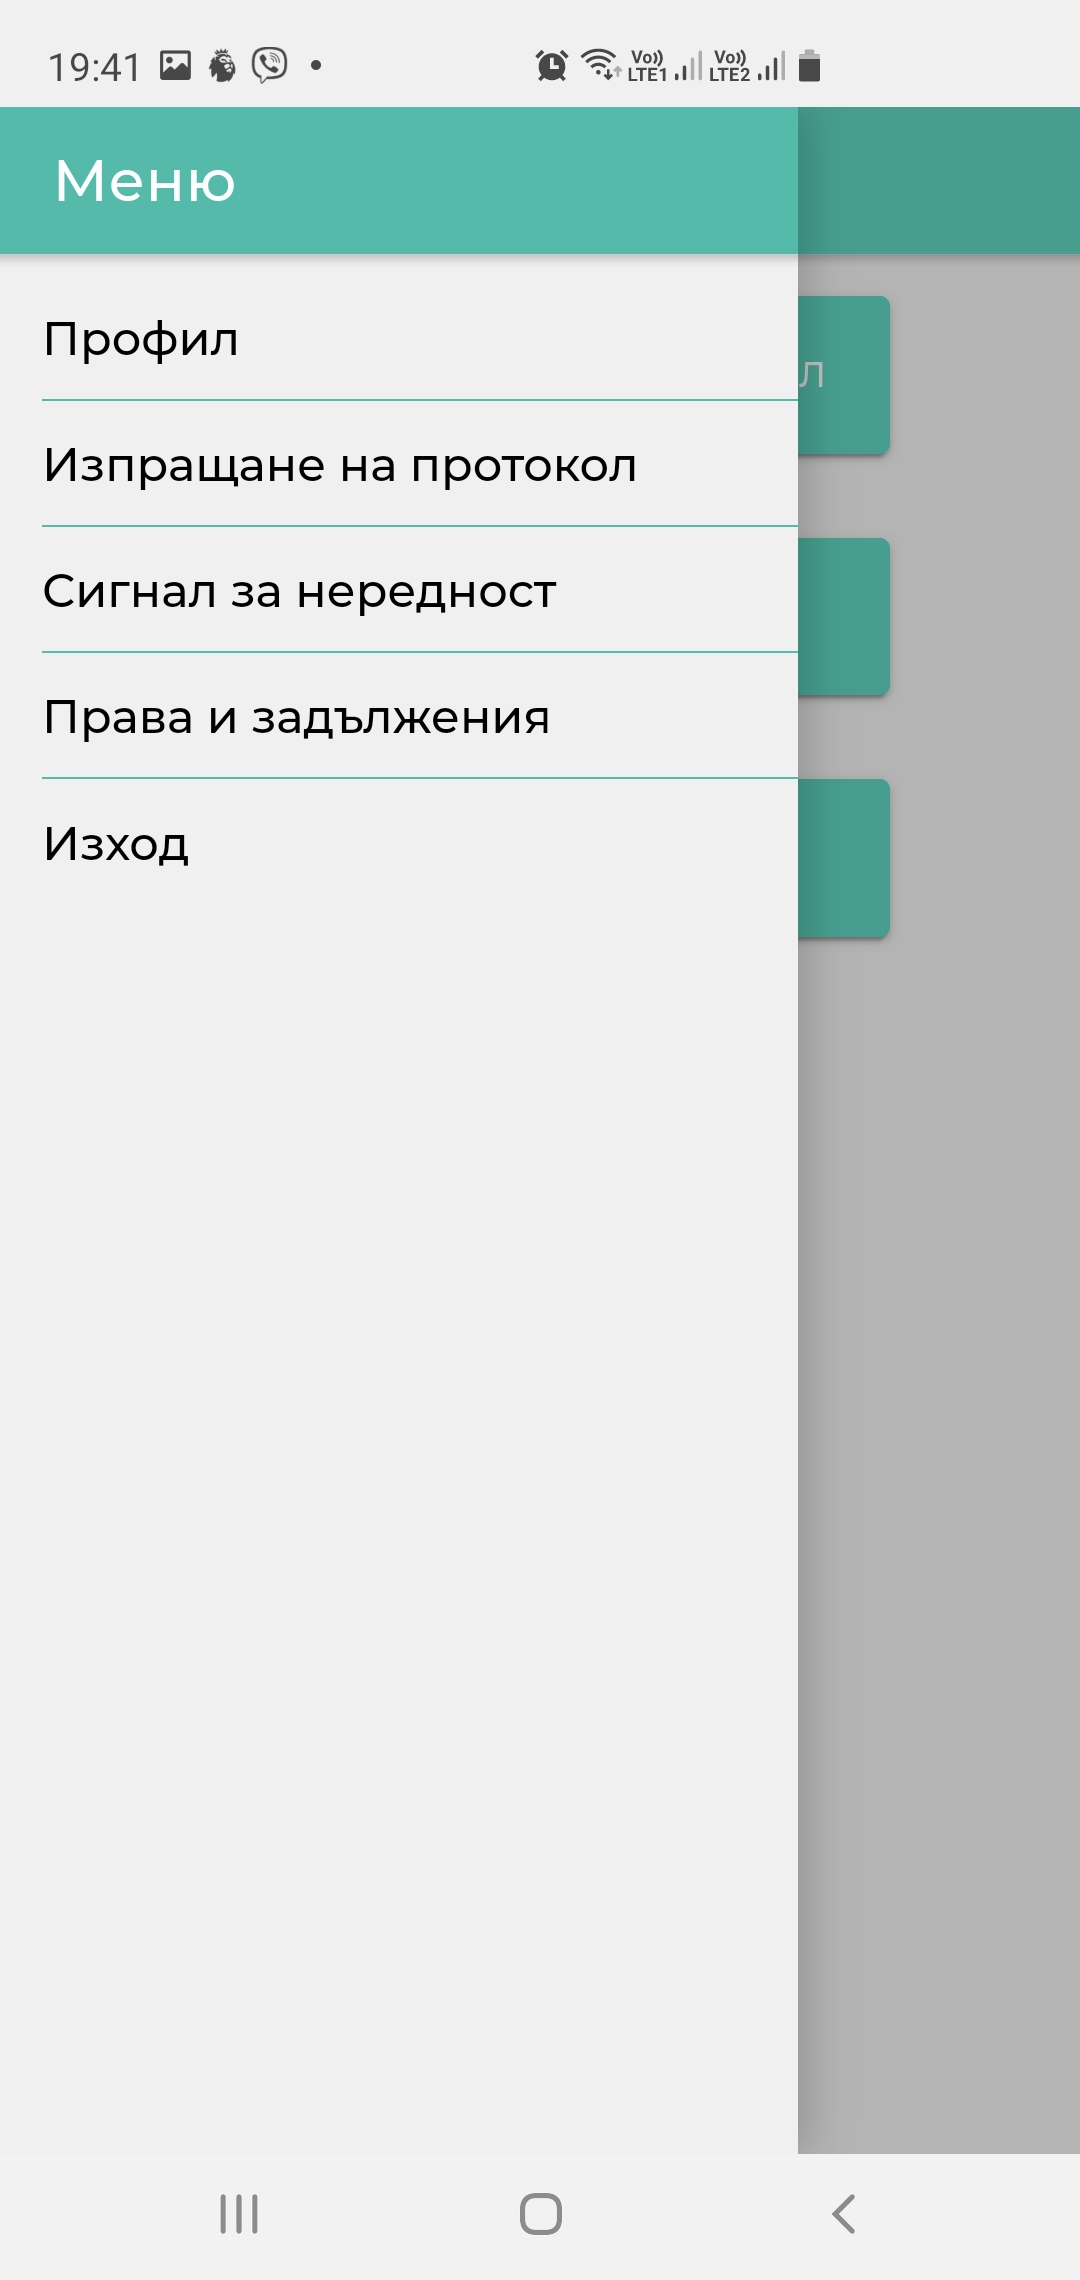 19:41 Vo)) LTE1 Vo)) LTE2
Меню
Профил
л
Изпращане на протокол
Сигнал за нередност
Права и задължения
Изход